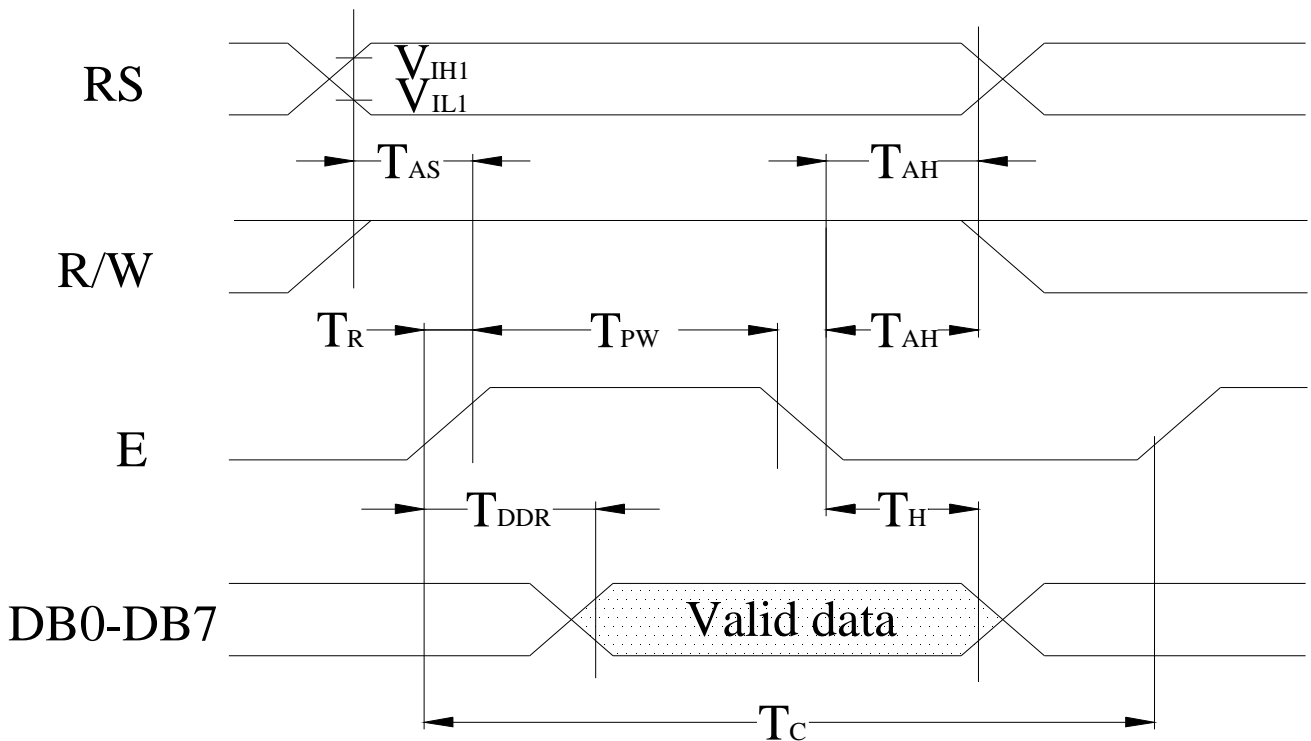 RS
VIH1
VIL1
TAS
TAH
R/W
TR
TPW
TAH
E
TDDR
TH
DB0-DB7
Valid data
TC